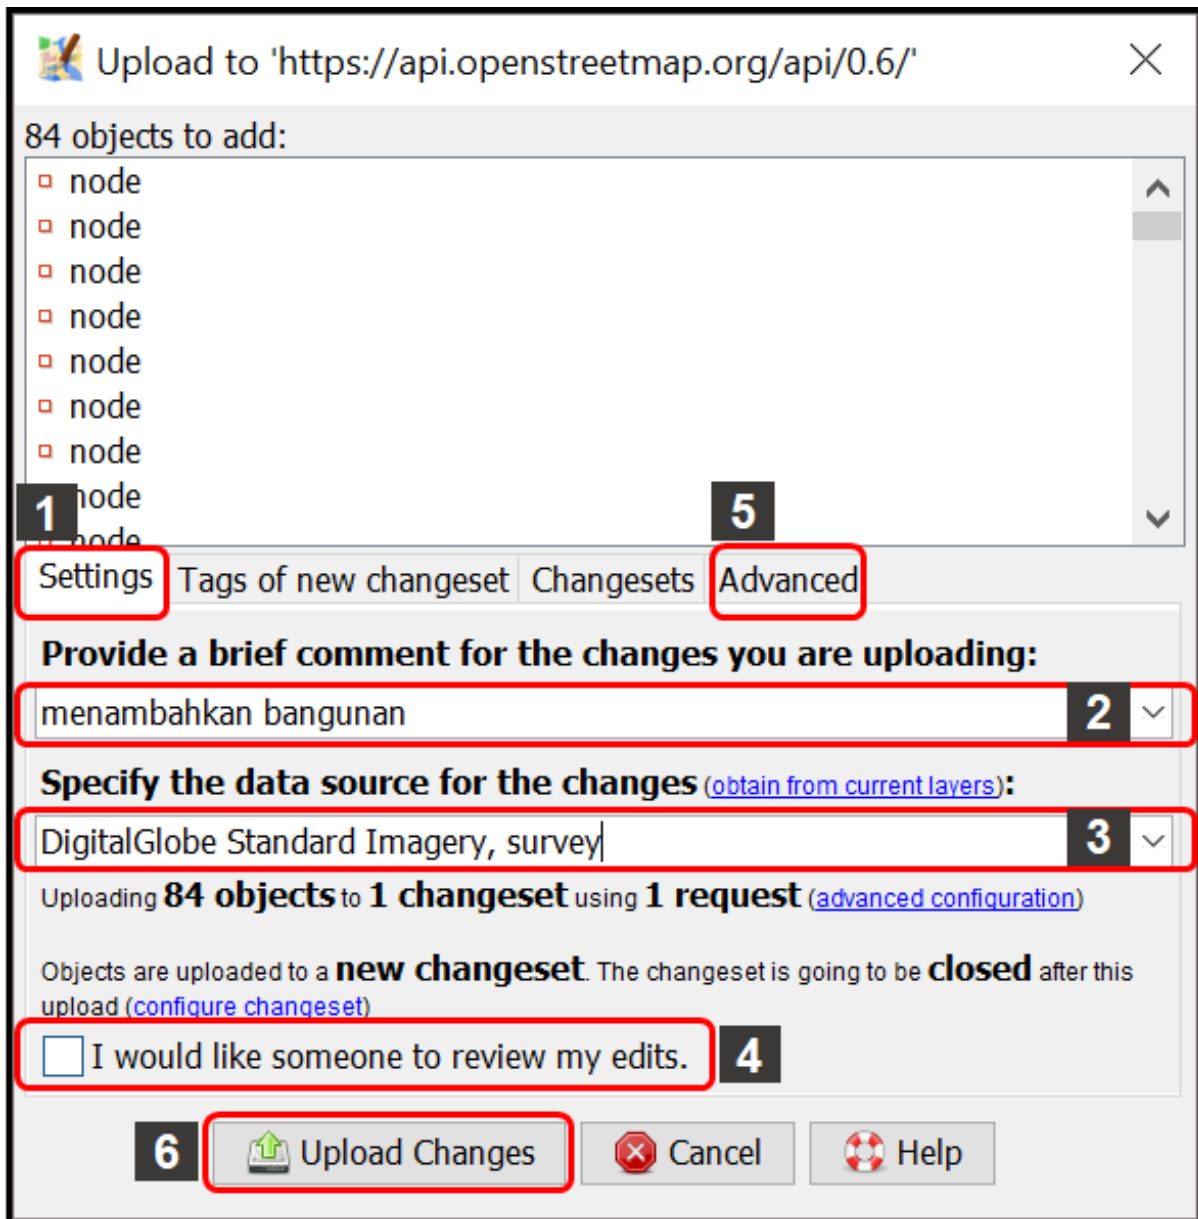 Upload to 'https://api.openstreetmap.org/api/0.6/'
84 objects to add:
node
node
node
node
node
node
node
node
node
1
5
Settings Tags of new changeset Changesets Advanced
Provide a brief comment for the changes you are uploading:
menambahkan bangunan 2
Specify the data source for the changes (obtain from current layers):
DigitalGlobe Standard Imagery, survey 3
Uploading 84 objects to 1 changeset using 1 request (advanced configuration)
Objects are uploaded to a new changeset. The changeset is going to be closed after this
upload (configure changeset)
I would like someone to review my edits. 4
6 Upload Changes Cancel Help